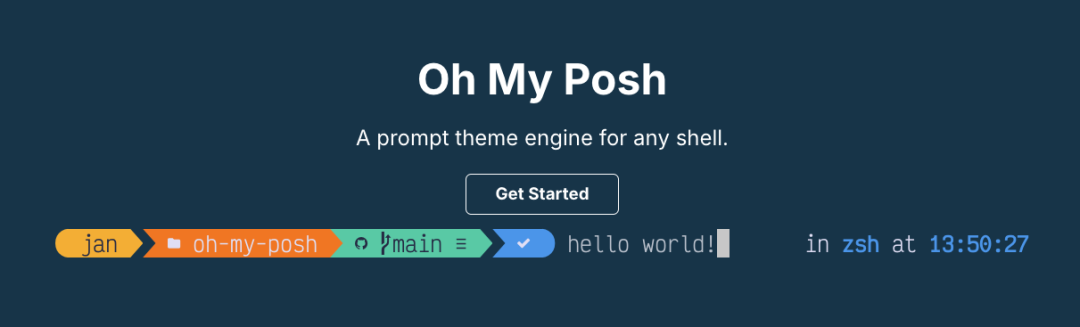 Oh My Posh
A prompt theme engine for any shell.
Get Started
jan oh-my-posh main ≡ ✓ hello world! in zsh at 13:50:27